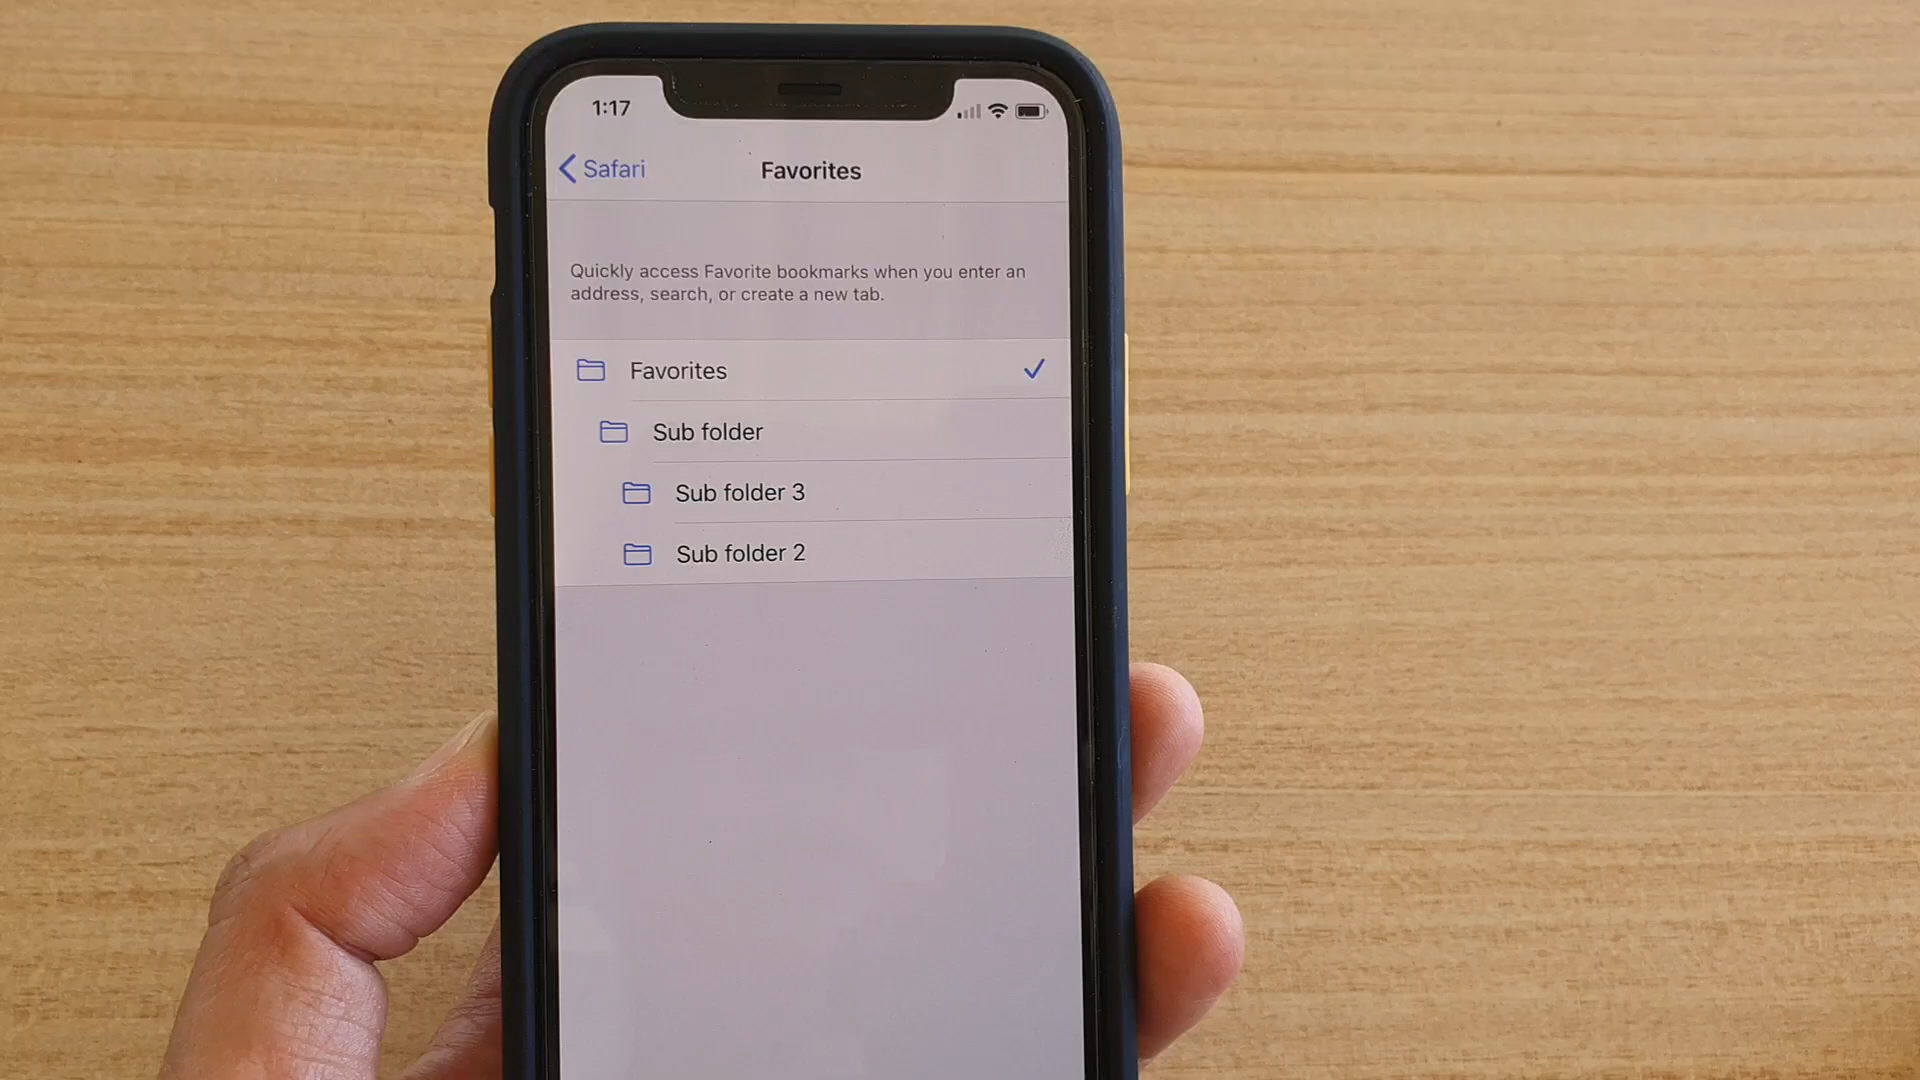 1:17
Safari
Favorites
Quickly access Favorite bookmarks when you enter an
address, search, or create a new tab.
Favorites
Sub folder
Sub folder 3
Sub folder 2